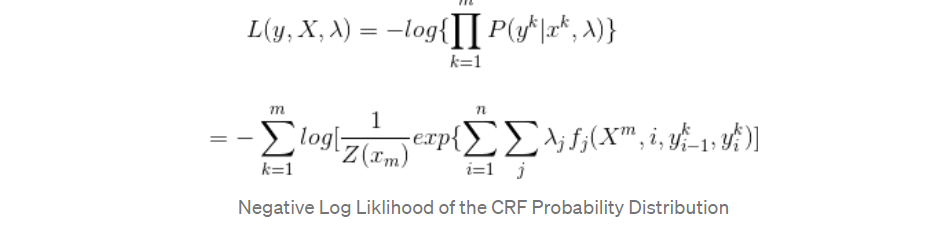 m
L(y, X, λ) = −log{∏ P(y^k|x^k, λ)}
k=1
m n
= − ∑ log[1/Z(x_m) exp{∑ ∑ λ_j f_j(X^m, i, y^k_{i−1}, y^k_i)}]
k=1 i=1 j
Negative Log Liklihood of the CRF Probability Distribution